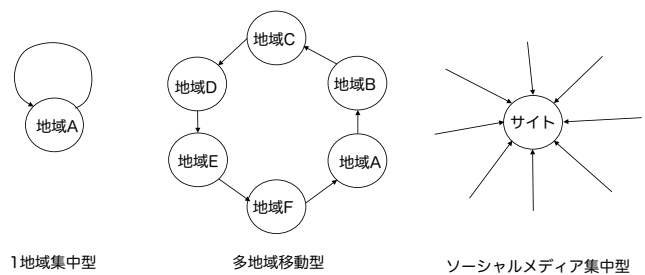 地域A
1地域集中型
地域C
地域D
地域B
地域E
地域A
地域F
多地域移動型
サイト
ソーシャルメディア集中型